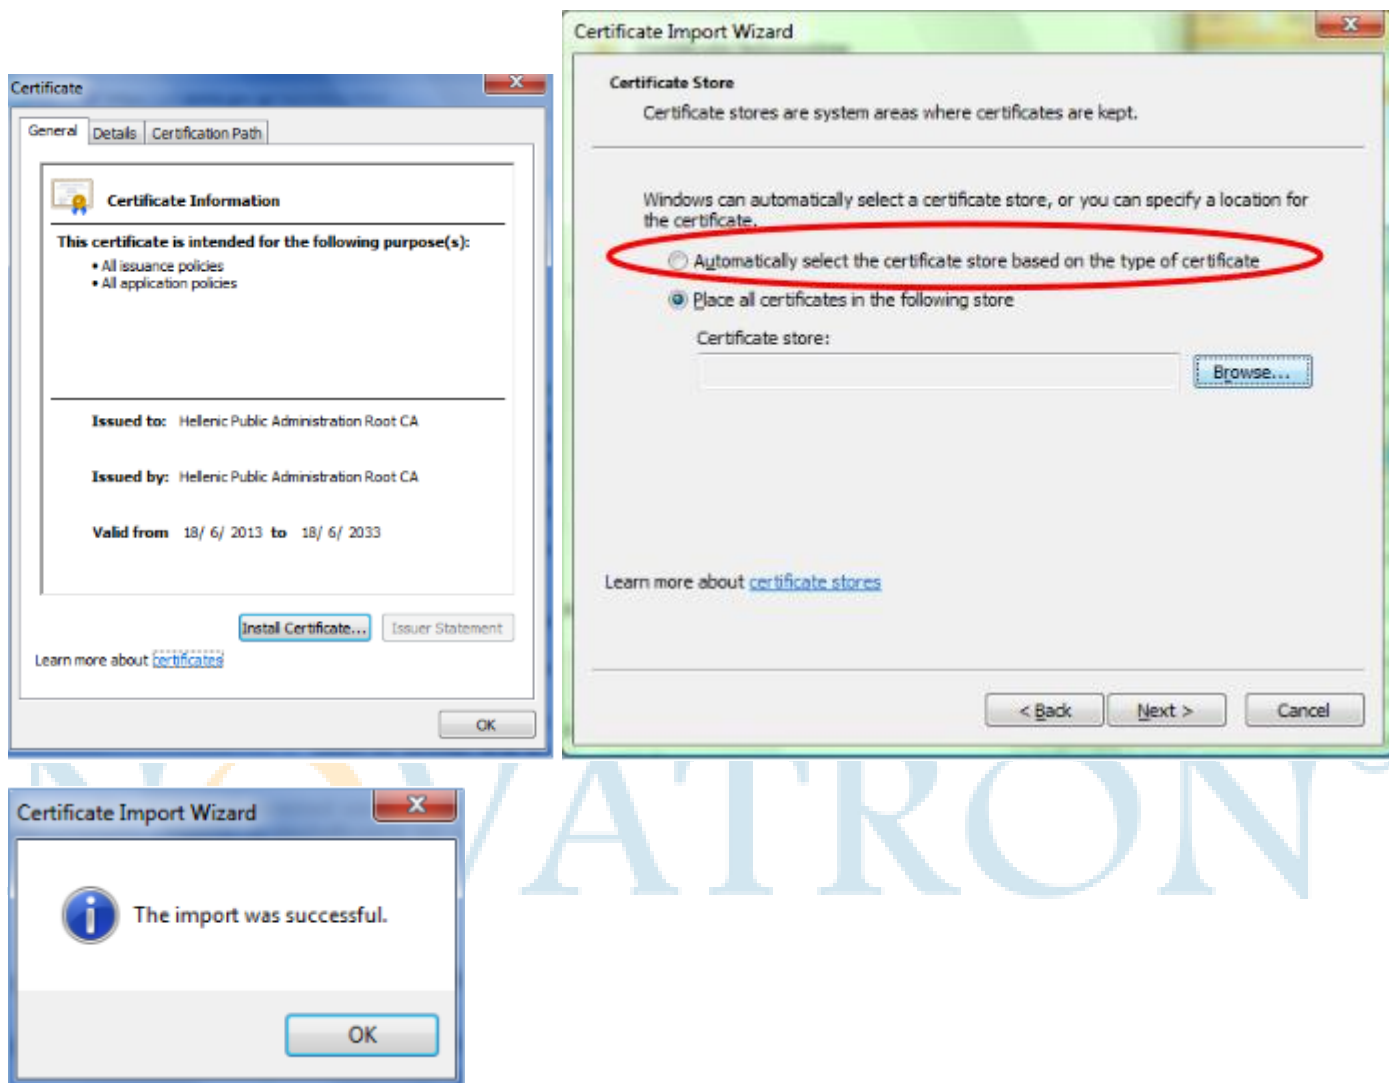 Certificate
General Details Certification Path
Certificate Information
This certificate is intended for the following purpose(s):
• All issuance policies
• All application policies
Issued to: Hellenic Public Administration Root CA
Issued by: Hellenic Public Administration Root CA
Valid from 18/ 6/ 2013 to 18/ 6/ 2033
Install Certificate... Issuer Statement
Learn more about certificates
OK
Certificate Import Wizard
Certificate Store
Certificate stores are system areas where certificates are kept.
Windows can automatically select a certificate store, or you can specify a location for
the certificate.
Automatically select the certificate store based on the type of certificate
Place all certificates in the following store
Certificate store:
Browse...
Learn more about certificate stores
< Back Next > Cancel
NOVATRON
Certificate Import Wizard
The import was successful.
OK